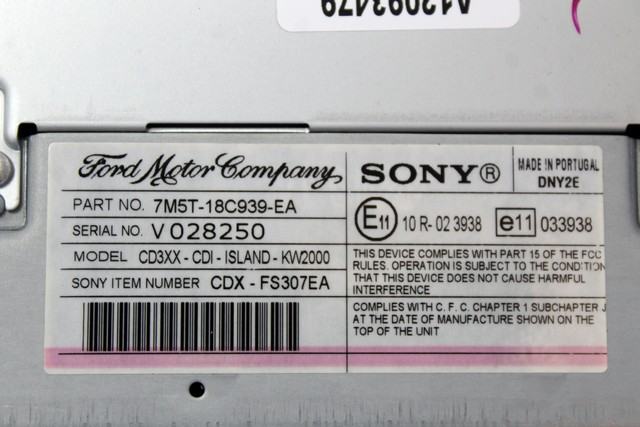 A12093479
Ford Motor Company
PART NO. 7M5T-18C939-EA
SERIAL NO. V 028250
MODEL CD3XX - CDI - ISLAND - KW2000
SONY ITEM NUMBER CDX - FS307EA
SONY®
MADE IN PORTUGAL
DNY2E
E11 10 R- 02 3938 e11 033938
THIS DEVICE COMPLIES WITH PART 15 OF THE FCC
RULES. OPERATION IS SUBJECT TO THE CONDITION
THAT THIS DEVICE DOES NOT CAUSE HARMFUL
INTERFERENCE
COMPLIES WITH C. F. C. CHAPTER 1 SUBCHAPTER J
AT THE DATE OF MANUFACTURE SHOWN ON THE
TOP OF THE UNIT